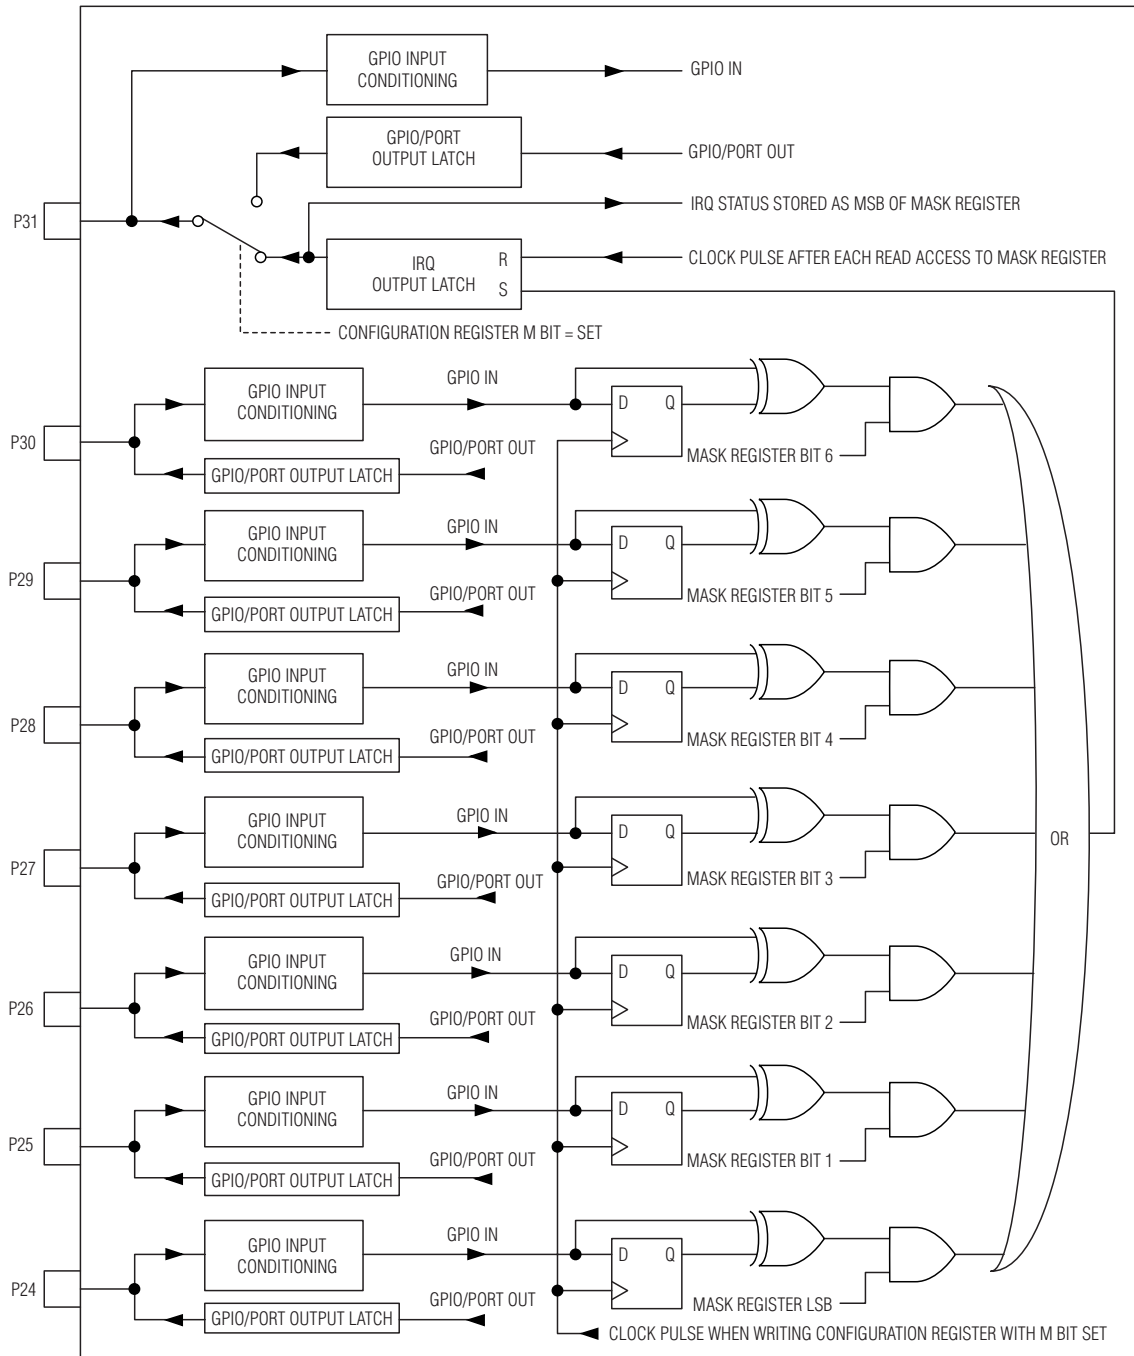 GPIO INPUT
CONDITIONING
GPIO IN
GPIO/PORT
OUTPUT LATCH
GPIO/PORT OUT
IRQ STATUS STORED AS MSB OF MASK REGISTER
P31
IRQ
OUTPUT LATCH
R
S
CLOCK PULSE AFTER EACH READ ACCESS TO MASK REGISTER
CONFIGURATION REGISTER M BIT = SET
P30
GPIO INPUT
CONDITIONING
GPIO IN
GPIO/PORT OUT
GPIO/PORT OUTPUT LATCH
D Q
MASK REGISTER BIT 6
P29
GPIO INPUT
CONDITIONING
GPIO IN
GPIO/PORT OUT
GPIO/PORT OUTPUT LATCH
D Q
MASK REGISTER BIT 5
P28
GPIO INPUT
CONDITIONING
GPIO IN
GPIO/PORT OUT
GPIO/PORT OUTPUT LATCH
D Q
MASK REGISTER BIT 4
P27
GPIO INPUT
CONDITIONING
GPIO IN
GPIO/PORT OUT
GPIO/PORT OUTPUT LATCH
D Q
MASK REGISTER BIT 3
OR
P26
GPIO INPUT
CONDITIONING
GPIO IN
GPIO/PORT OUT
GPIO/PORT OUTPUT LATCH
D Q
MASK REGISTER BIT 2
P25
GPIO INPUT
CONDITIONING
GPIO IN
GPIO/PORT OUT
GPIO/PORT OUTPUT LATCH
D Q
MASK REGISTER BIT 1
P24
GPIO INPUT
CONDITIONING
GPIO IN
GPIO/PORT OUT
GPIO/PORT OUTPUT LATCH
D Q
MASK REGISTER LSB
CLOCK PULSE WHEN WRITING CONFIGURATION REGISTER WITH M BIT SET